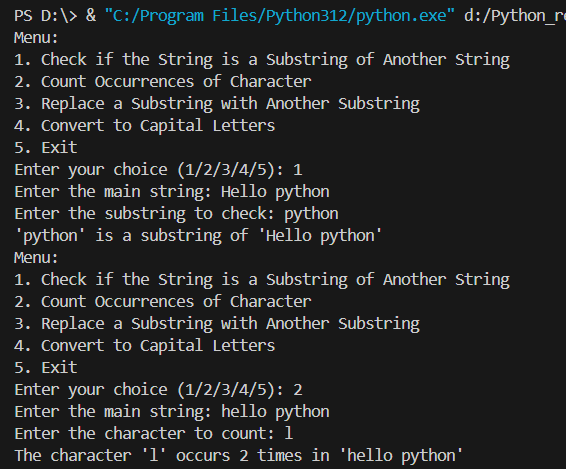 PS D:\> & "C:/Program Files/Python312/python.exe" d:/Python_re
Menu:
1. Check if the String is a Substring of Another String
2. Count Occurrences of Character
3. Replace a Substring with Another Substring
4. Convert to Capital Letters
5. Exit
Enter your choice (1/2/3/4/5): 1
Enter the main string: Hello python
Enter the substring to check: python
'python' is a substring of 'Hello python'
Menu:
1. Check if the String is a Substring of Another String
2. Count Occurrences of Character
3. Replace a Substring with Another Substring
4. Convert to Capital Letters
5. Exit
Enter your choice (1/2/3/4/5): 2
Enter the main string: hello python
Enter the character to count: l
The character 'l' occurs 2 times in 'hello python'